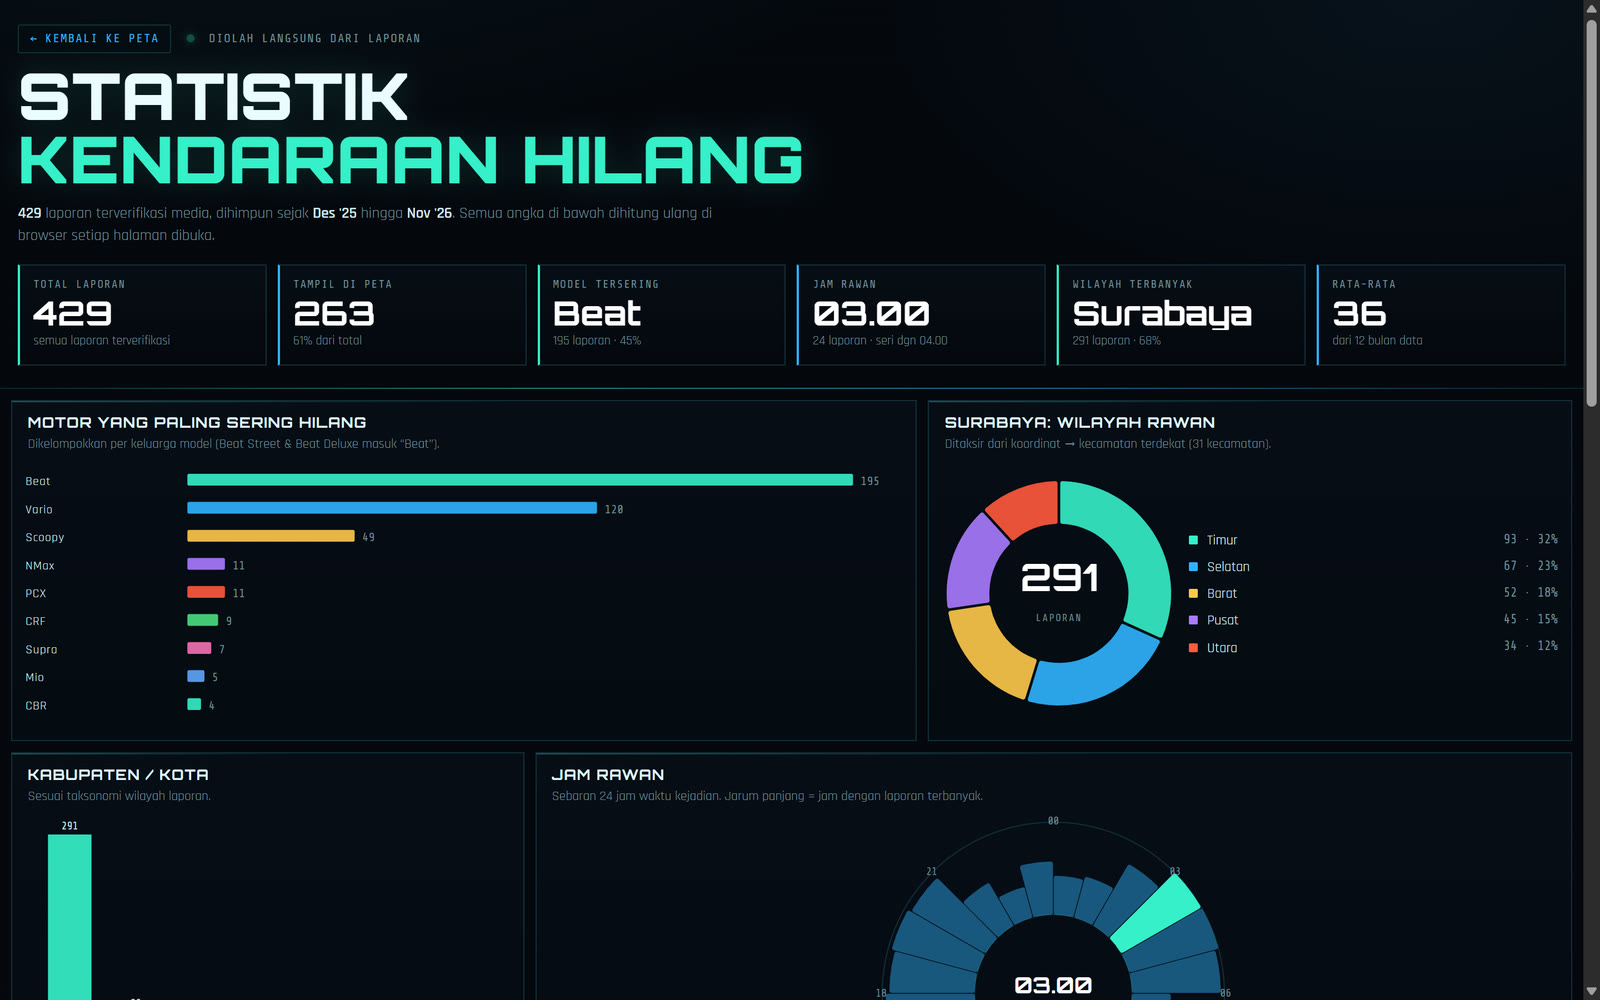 ← KEMBALI KE PETA
DIOLAH LANGSUNG DARI LAPORAN
STATISTIK
KENDARAAN HILANG
429 laporan terverifikasi media, dihimpun sejak Des '25 hingga Nov '26. Semua angka di bawah dihitung ulang di
browser setiap halaman dibuka.
TOTAL LAPORAN
429
semua laporan terverifikasi
TAMPIL DI PETA
263
61% dari total
MODEL TERSERING
Beat
195 laporan · 45%
JAM RAWAN
03.00
24 laporan · seri dgn 04.00
WILAYAH TERBANYAK
Surabaya
291 laporan · 68%
RATA-RATA
36
dari 12 bulan data
MOTOR YANG PALING SERING HILANG
Dikelompokkan per keluarga model (Beat Street & Beat Deluxe masuk “Beat”).
Beat 195
Vario 120
Scoopy 49
NMax 11
PCX 11
CRF 9
Supra 7
Mio 5
CBR 4
SURABAYA: WILAYAH RAWAN
Ditaksir dari koordinat → kecamatan terdekat (31 kecamatan).
291
LAPORAN
Timur 93 · 32%
Selatan 67 · 23%
Barat 52 · 18%
Pusat 45 · 15%
Utara 34 · 12%
KABUPATEN / KOTA
Sesuai taksonomi wilayah laporan.
291
JAM RAWAN
Sebaran 24 jam waktu kejadian. Jarum panjang = jam dengan laporan terbanyak.
00
21
03
03.00
18
06